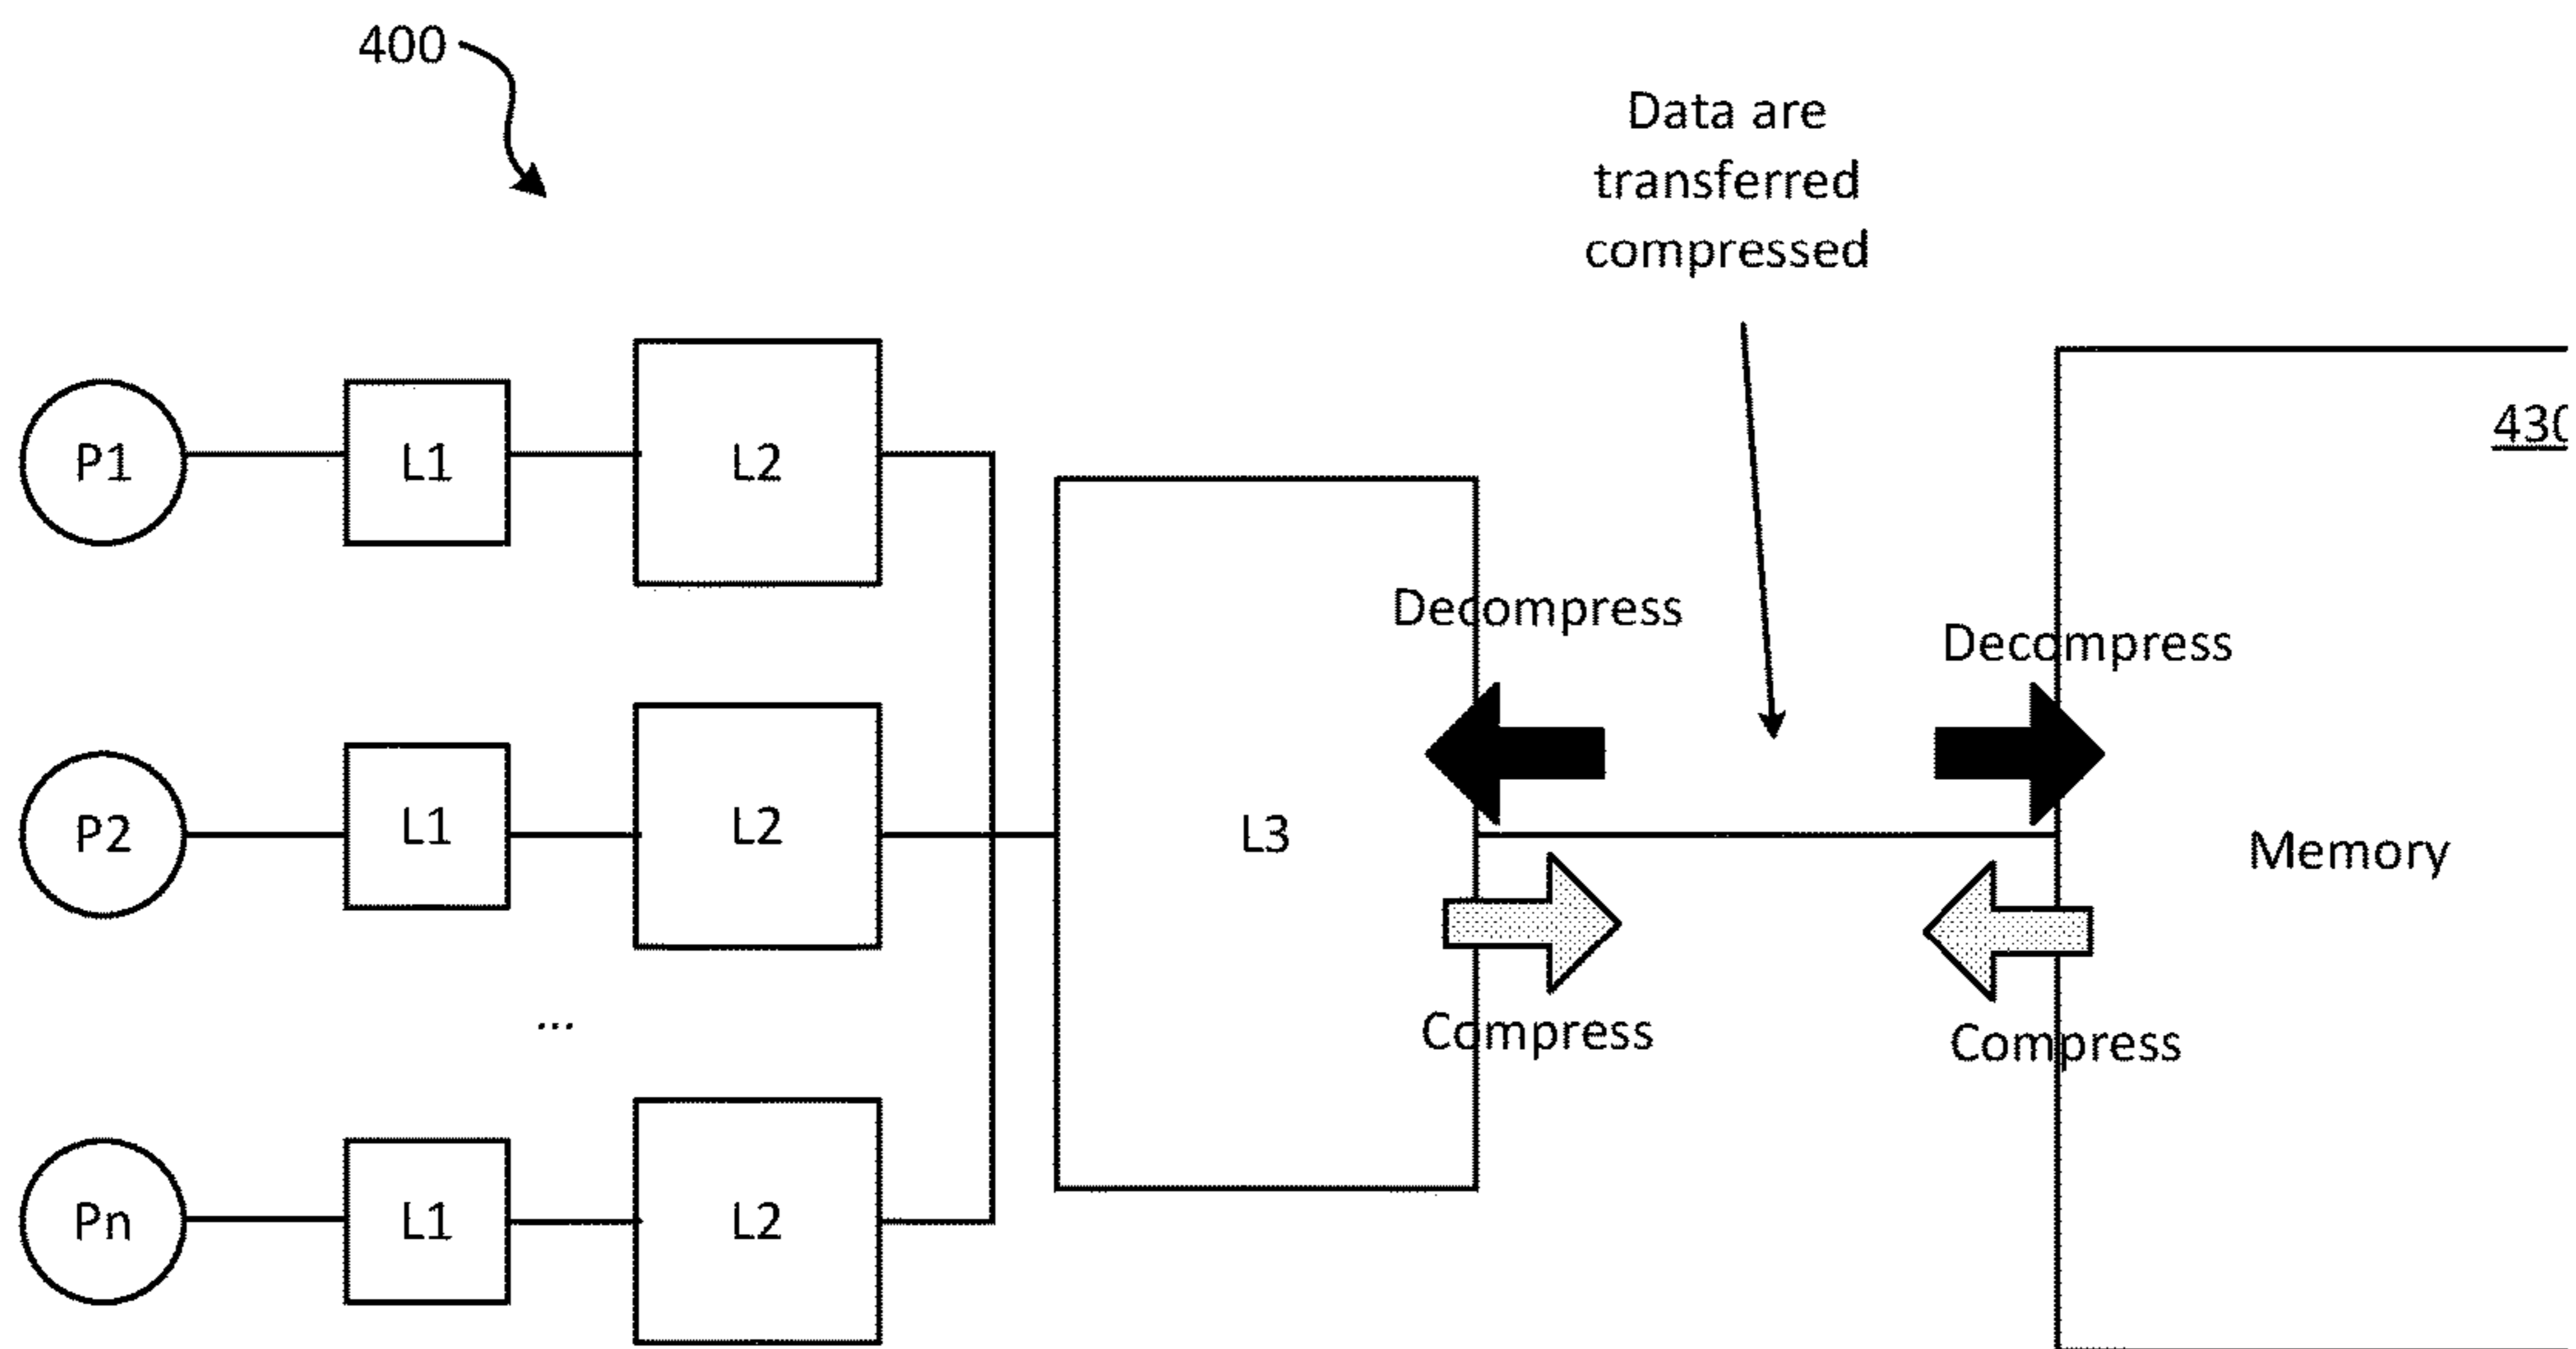 400
Data are
transferred
compressed
P1 L1 L2
Decompress
Decompress
P2 L1 L2
L3
Memory
...
Compress
Compress
Pn L1 L2